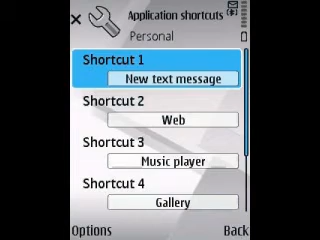 Application shortcuts
Personal
Shortcut 1
New text message
Shortcut 2
Web
Shortcut 3
Music player
Shortcut 4
Gallery
Options Back